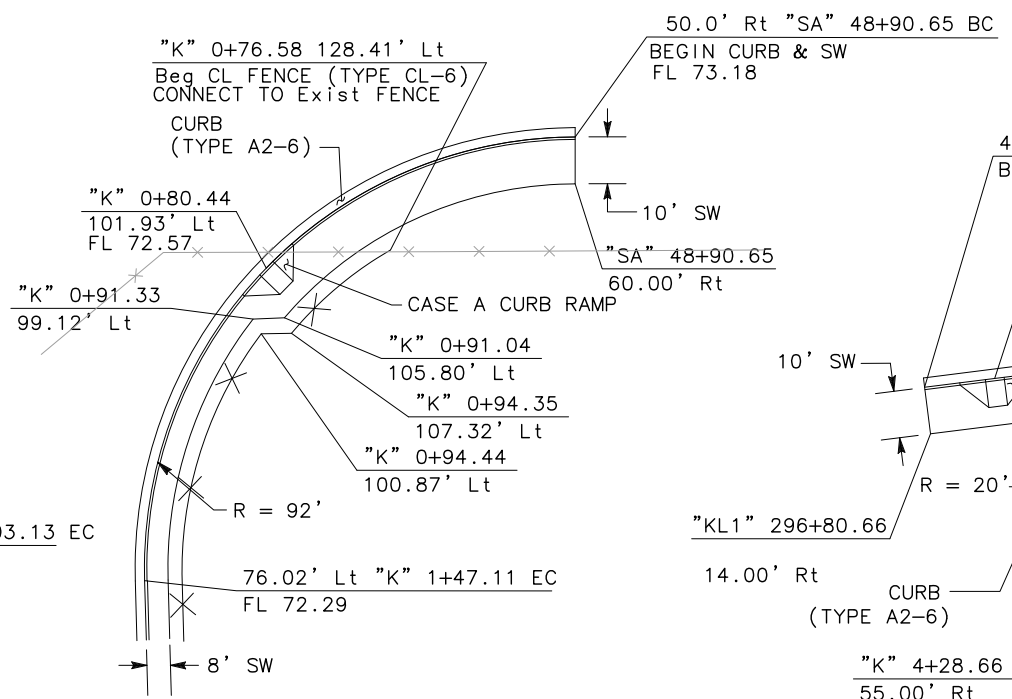 50.0' Rt "SA" 48+90.65 BC
BEGIN CURB & SW
FL 73.18
"K" 0+76.58 128.41' Lt
Beg CL FENCE (TYPE CL-6)
CONNECT TO Exist FENCE
CURB
(TYPE A2-6)
"K" 0+80.44
101.93' Lt
FL 72.57
10' SW
"SA" 48+90.65
60.00' Rt
"K" 0+91.33
99.12' Lt
CASE A CURB RAMP
"K" 0+91.04
105.80' Lt
"K" 0+94.35
107.32' Lt
"K" 0+94.44
100.87' Lt
R = 92'
03.13 EC
76.02' Lt "K" 1+47.11 EC
FL 72.29
8' SW
4
B
10' SW
R = 20'
"KL1" 296+80.66
14.00' Rt
CURB
(TYPE A2-6)
"K" 4+28.66
55.00' Rt